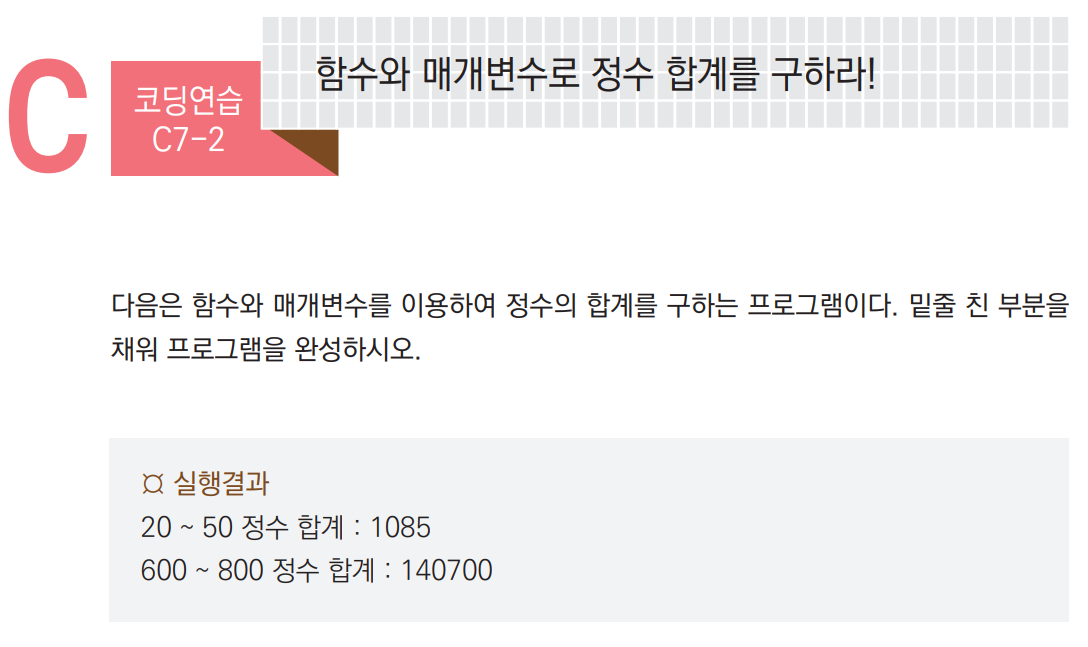 C
코딩연습
C7-2
함수와 매개변수로 정수 합계를 구하라!
다음은 함수와 매개변수를 이용하여 정수의 합계를 구하는 프로그램이다. 밑줄 친 부분을
채워 프로그램을 완성하시오.
¤ 실행결과
20 ~ 50 정수 합계 : 1085
600 ~ 800 정수 합계 : 140700